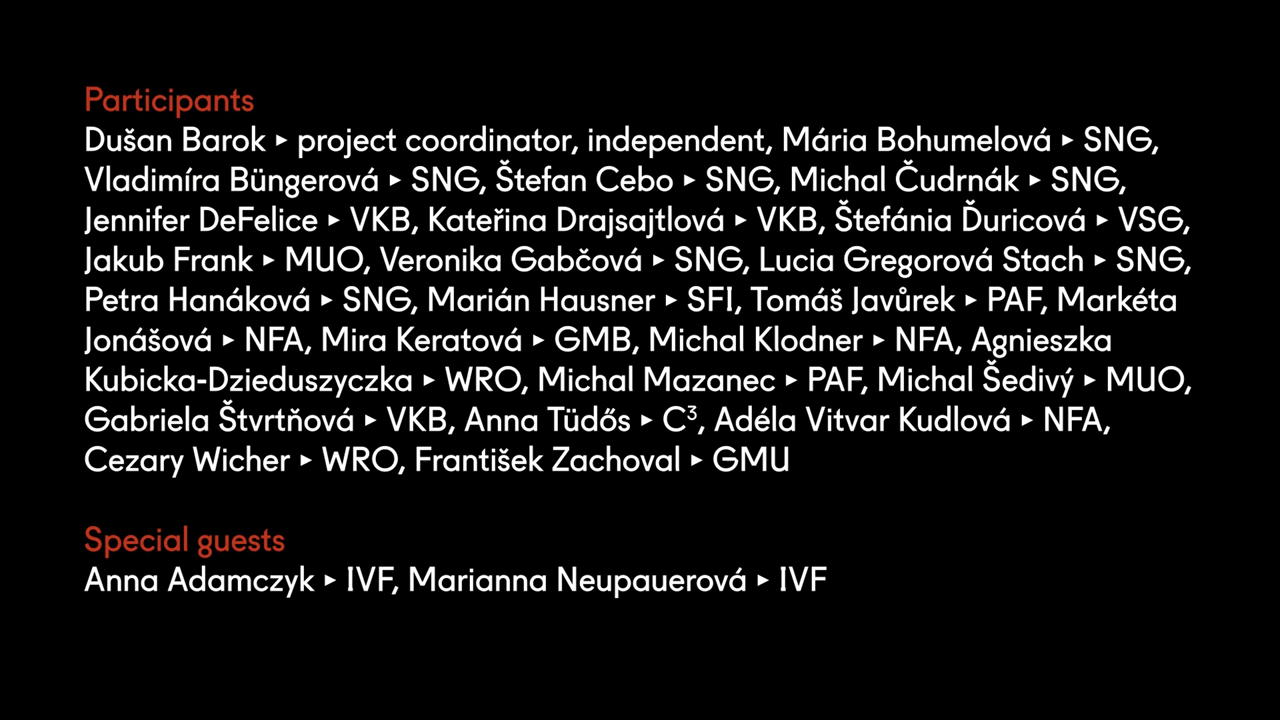 Participants
Dušan Barok ▸ project coordinator, independent, Mária Bohumelová ▸ SNG,
Vladimíra Büngerová ▸ SNG, Štefan Cebo ▸ SNG, Michal Čudrnák ▸ SNG,
Jennifer DeFelice ▸ VKB, Kateřina Drajsajtlová ▸ VKB, Štefánia Ďuricová ▸ VSG,
Jakub Frank ▸ MUO, Veronika Gabčová ▸ SNG, Lucia Gregorová Stach ▸ SNG,
Petra Hanáková ▸ SNG, Marián Hausner ▸ SFI, Tomáš Javůrek ▸ PAF, Markéta
Jonášová ▸ NFA, Mira Keratová ▸ GMB, Michal Klodner ▸ NFA, Agnieszka
Kubicka-Dzieduszyczka ▸ WRO, Michal Mazanec ▸ PAF, Michal Šedivý ▸ MUO,
Gabriela Štvrtňová ▸ VKB, Anna Tüdős ▸ C³, Adéla Vitvar Kudlová ▸ NFA,
Cezary Wicher ▸ WRO, František Zachoval ▸ GMU
Special guests
Anna Adamczyk ▸ IVF, Marianna Neupauerová ▸ IVF